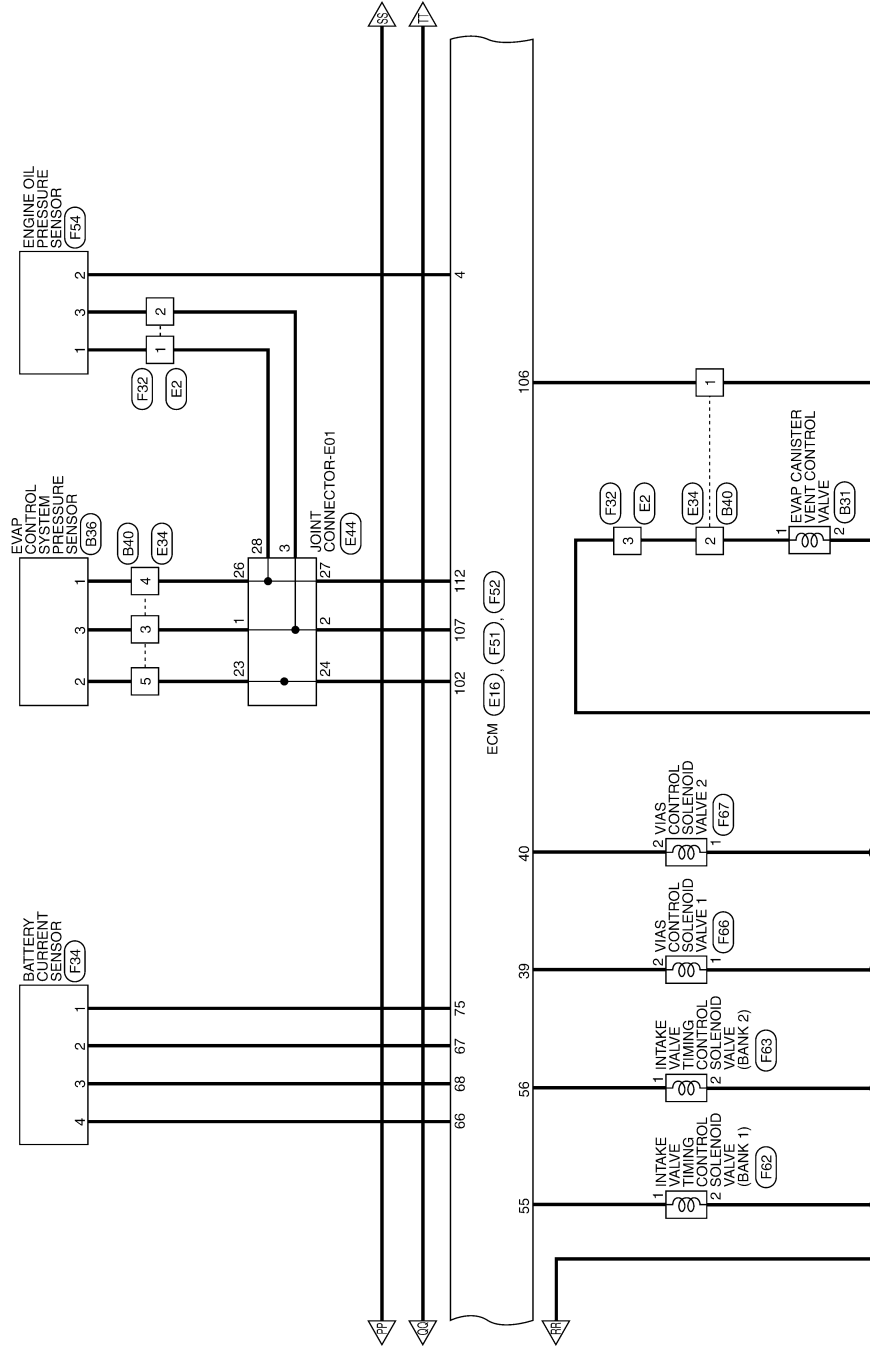 PP
QQ
RR
SS
TT
BATTERY
CURRENT
SENSOR
F34
4
3
2
1
66
68
67
75
EVAP
CONTROL
SYSTEM
PRESSURE
SENSOR
B36
2
3
1
5
3
4
B40
E34
23
1
26
28
3
24
2
27
JOINT
CONNECTOR-E01
E44
102
107
112
ENGINE OIL
PRESSURE
SENSOR
F54
1
3
2
1
2
F32
E2
4
ECM E16 , F51 , F52
55
56
39
40
106
1
2
INTAKE
VALVE
TIMING
CONTROL
SOLENOID
VALVE
(BANK 1)
F62
1
2
INTAKE
VALVE
TIMING
CONTROL
SOLENOID
VALVE
(BANK 2)
F63
2
1
VIAS
CONTROL
SOLENOID
VALVE 1
F66
2
1
VIAS
CONTROL
SOLENOID
VALVE 2
F67
3
F32
E2
2
1
E34
B40
1
2
EVAP CANISTER
VENT CONTROL
VALVE
B31